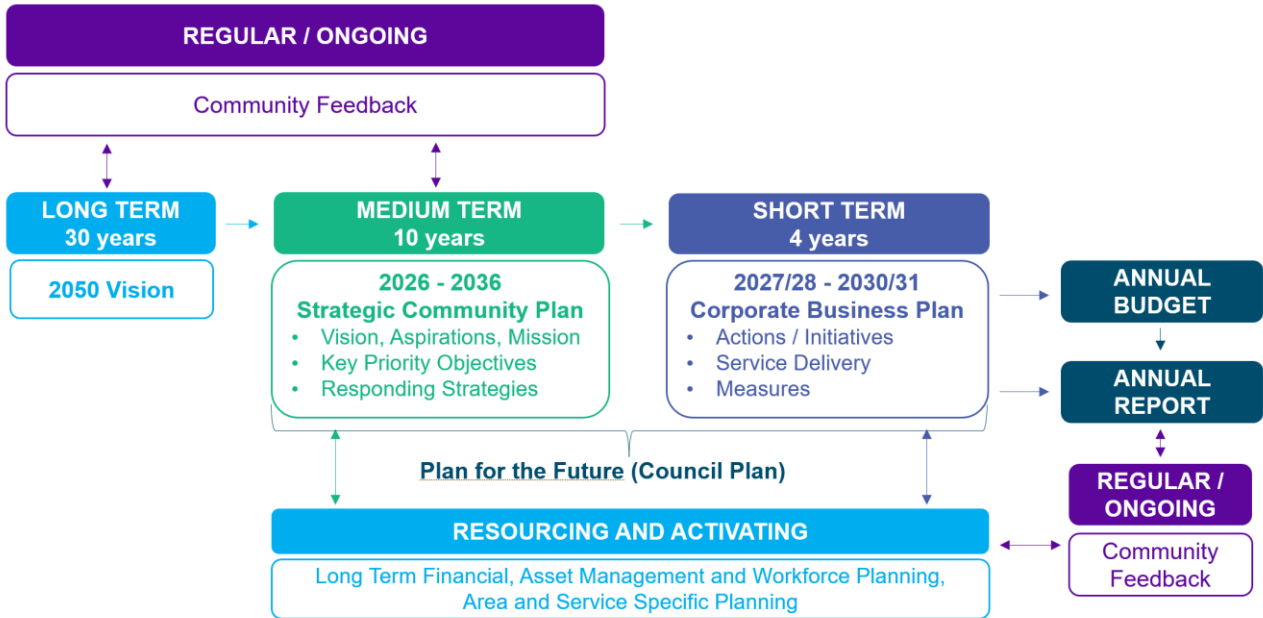 REGULAR / ONGOING
Community Feedback
LONG TERM
30 years
2050 Vision
MEDIUM TERM
10 years
2026 - 2036
Strategic Community Plan
• Vision, Aspirations, Mission
• Key Priority Objectives
• Responding Strategies
SHORT TERM
4 years
2027/28 - 2030/31
Corporate Business Plan
• Actions / Initiatives
• Service Delivery
• Measures
ANNUAL
BUDGET
ANNUAL
REPORT
Plan for the Future (Council Plan)
REGULAR /
ONGOING
Community
Feedback
RESOURCING AND ACTIVATING
Long Term Financial, Asset Management and Workforce Planning,
Area and Service Specific Planning